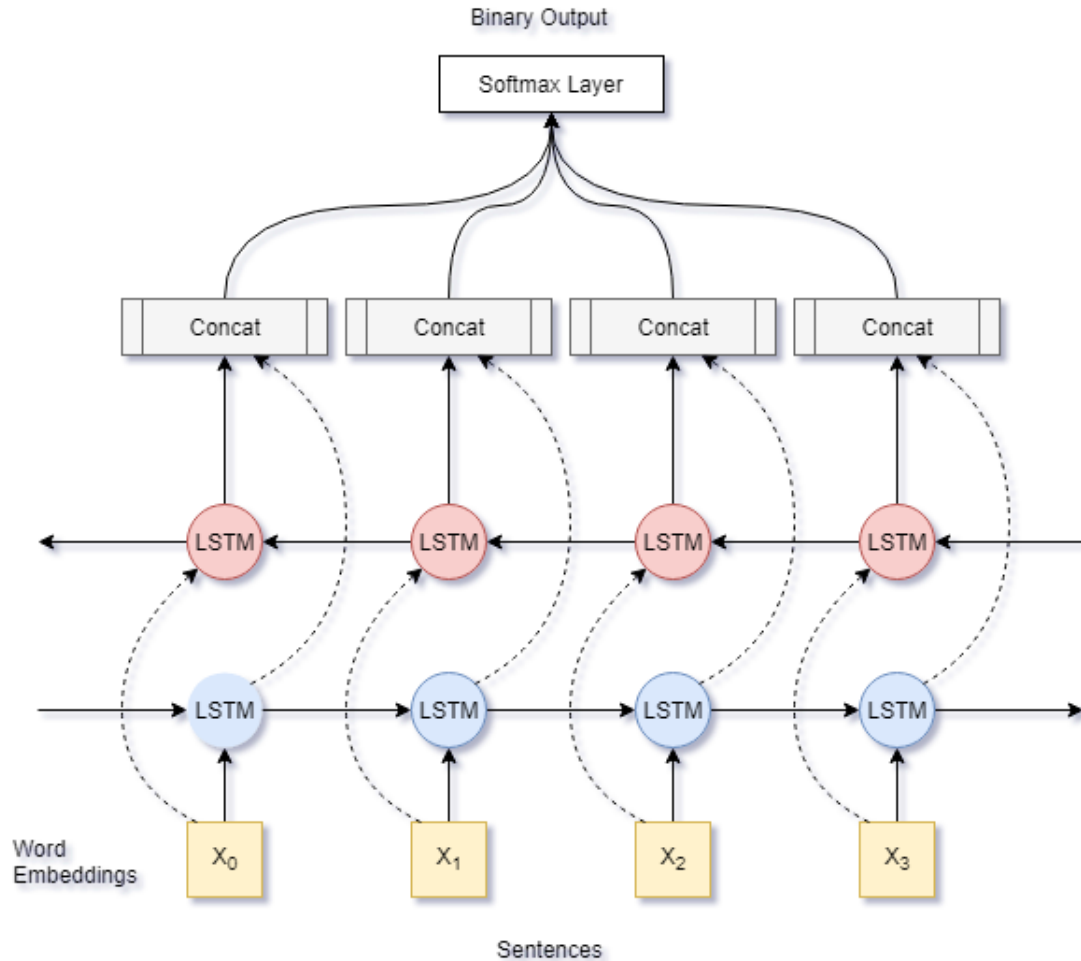 Binary Output
Softmax Layer
Concat Concat Concat Concat
LSTM LSTM LSTM LSTM
LSTM LSTM LSTM LSTM
X₀ X₁ X₂ X₃
Word
Embeddings
Sentences